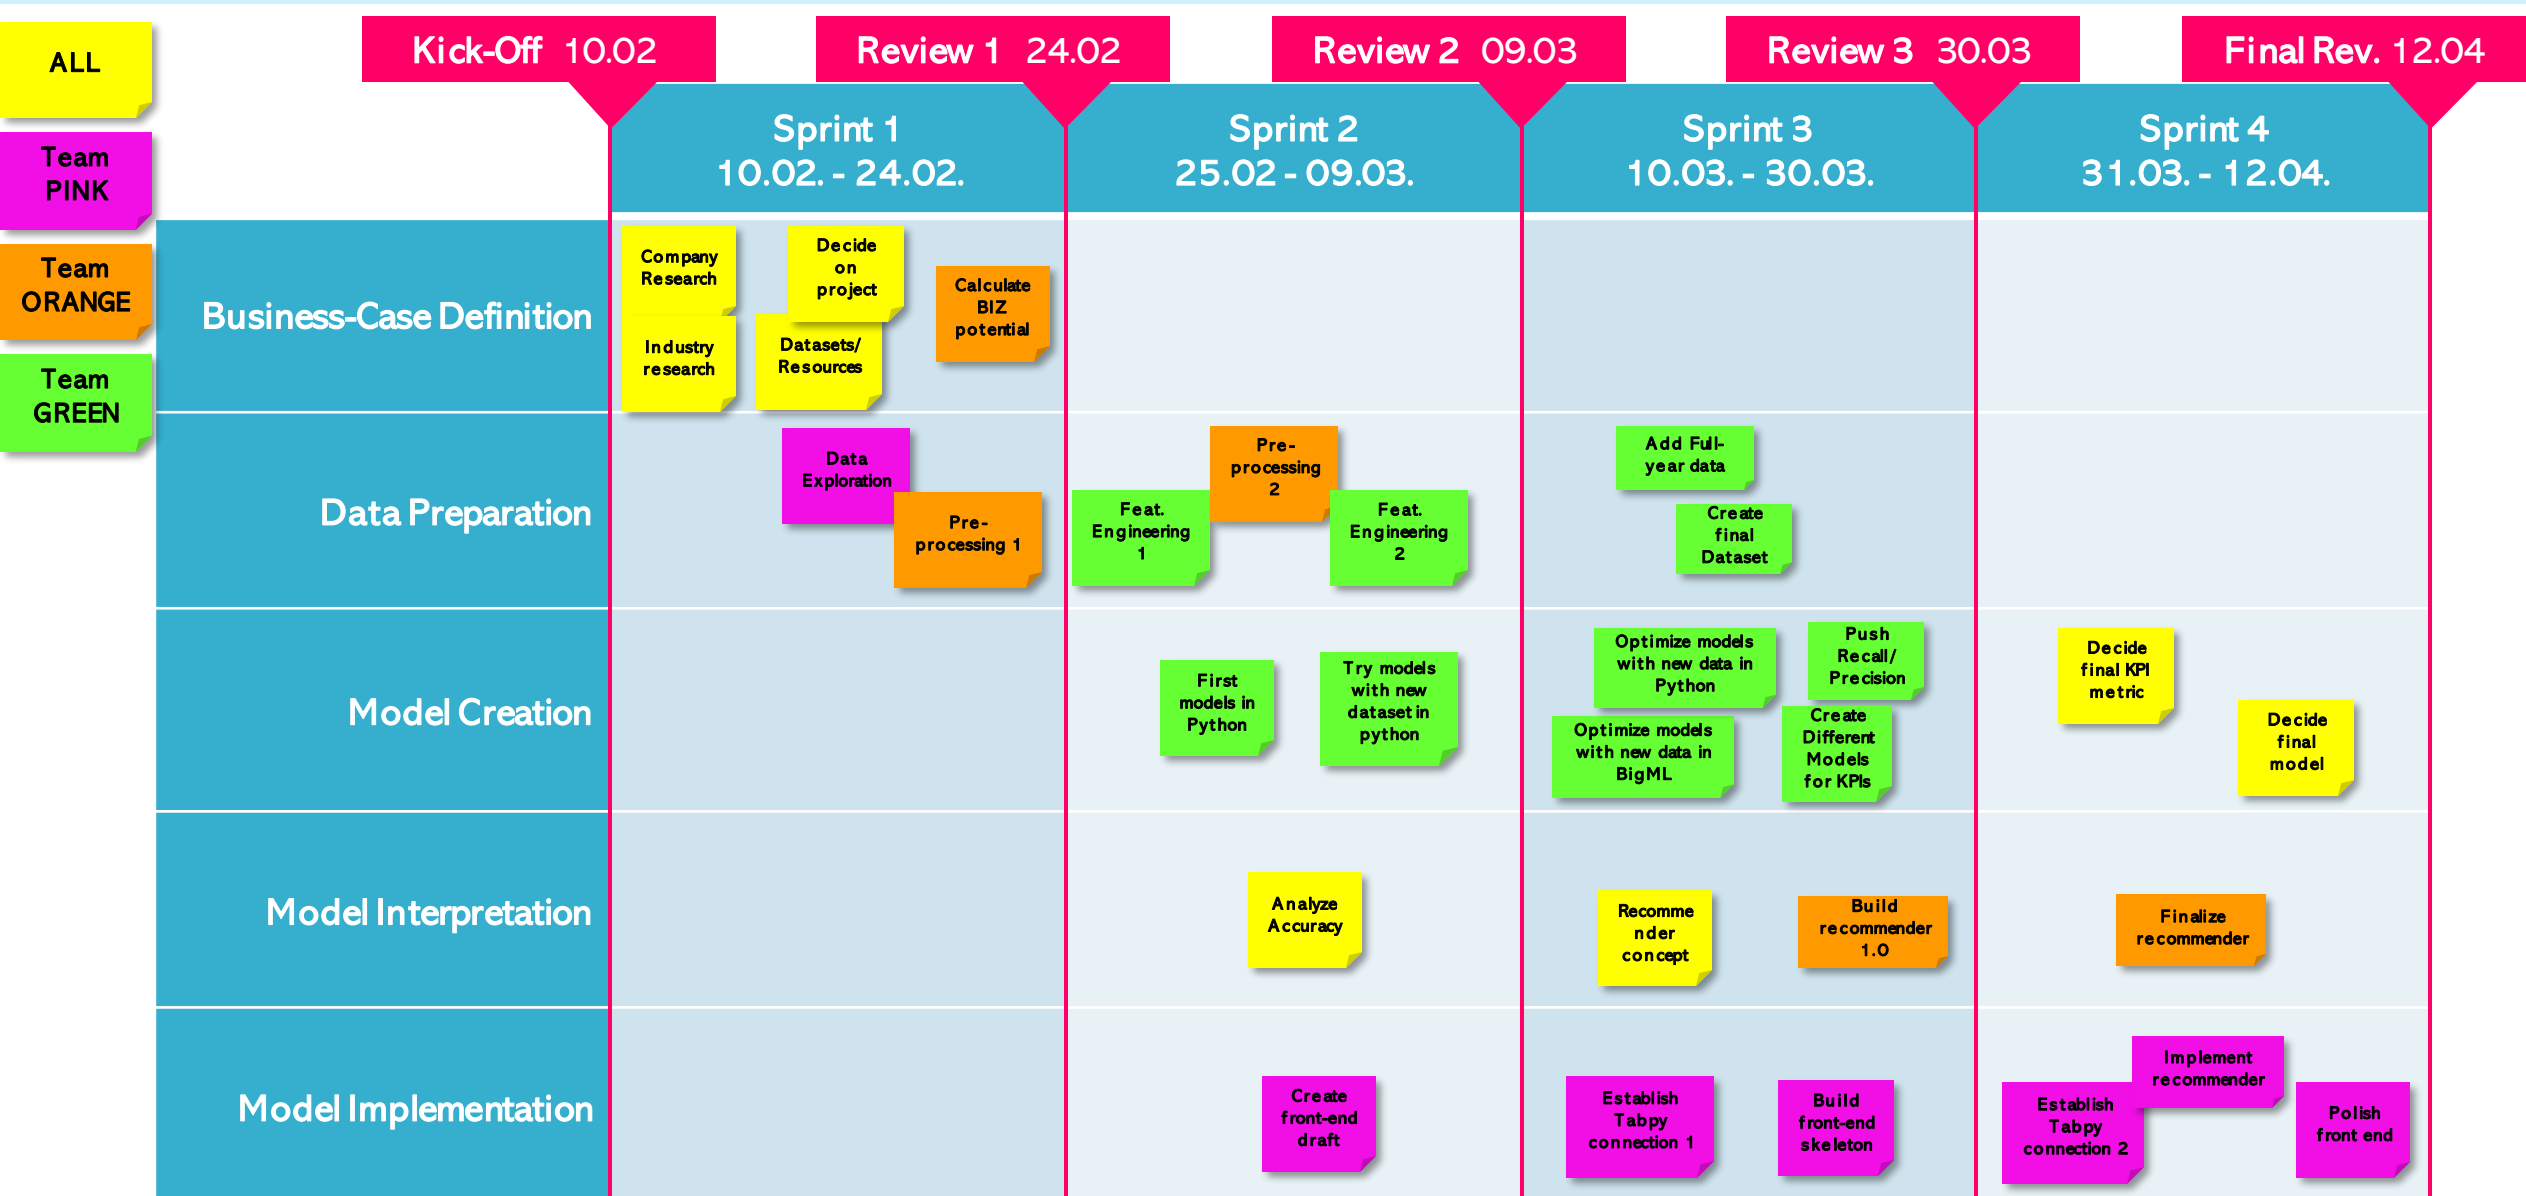 Kick-Off 10.02
Review 1 24.02
Review 2 09.03
Review 3 30.03
Final Rev. 12.04
ALL
Team
PINK
Team
ORANGE
Team
GREEN
Sprint 1
10.02. - 24.02.
Sprint 2
25.02 - 09.03.
Sprint 3
10.03. - 30.03.
Sprint 4
31.03. - 12.04.
Business-Case Definition
Company
Research
Industry
research
Decide
on
project
Datasets/
Resources
Calculate
BIZ
potential
Data Preparation
Data
Exploration
Pre-
processing 1
Feat.
Engineering
1
Pre-
processing
2
Feat.
Engineering
2
Add Full-
year data
Create
final
Dataset
Model Creation
First
models in
Python
Try models
with new
dataset in
python
Optimize models
with new data in
Python
Push
Recall/
Precision
Optimize models
with new data in
BigML
Create
Different
Models
for KPIs
Decide
final KPI
metric
Decide
final
model
Model Interpretation
Analyze
Accuracy
Recomme
nder
concept
Build
recommender
1.0
Finalize
recommender
Model Implementation
Create
front-end
draft
Establish
Tabpy
connection 1
Build
front-end
skeleton
Establish
Tabpy
connection 2
Implement
recommender
Polish
front end